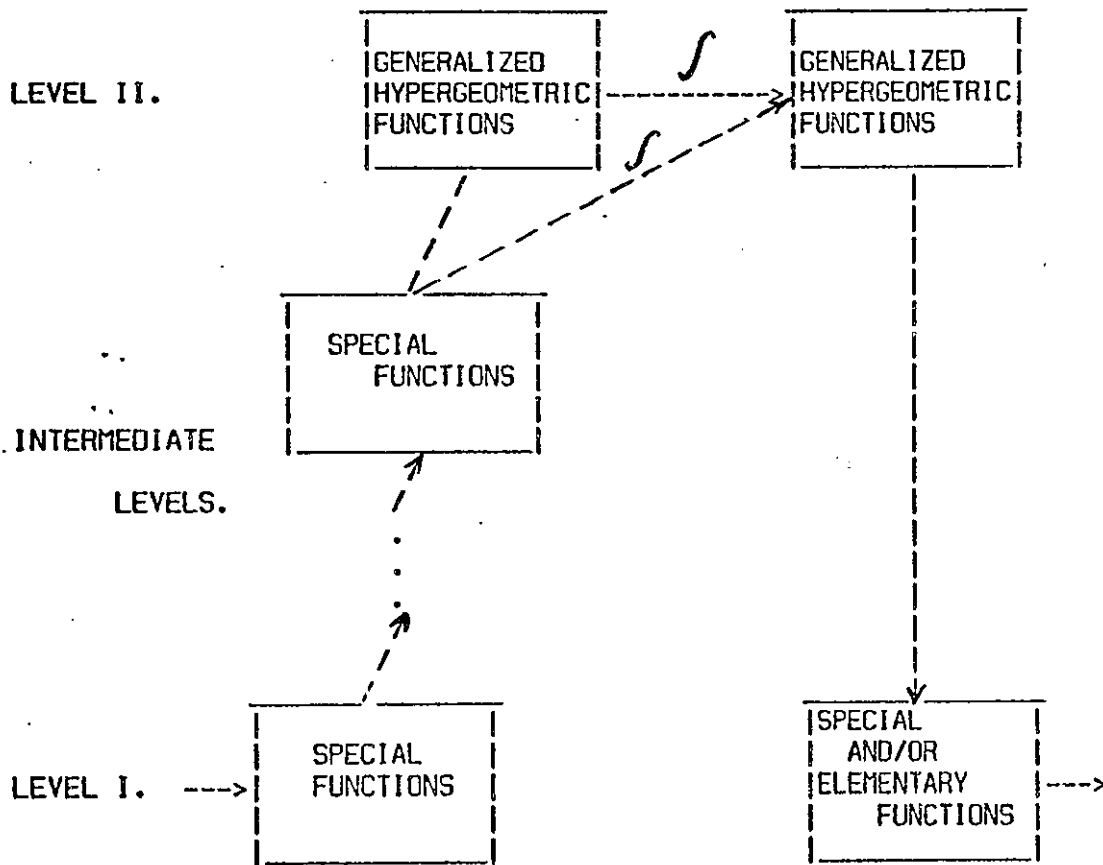 LEVEL II.
GENERALIZED
HYPERGEOMETRIC
FUNCTIONS
∫
∫
GENERALIZED
HYPERGEOMETRIC
FUNCTIONS
SPECIAL
FUNCTIONS
INTERMEDIATE
LEVELS.
LEVEL I.
SPECIAL
FUNCTIONS
SPECIAL
AND/OR
ELEMENTARY
FUNCTIONS